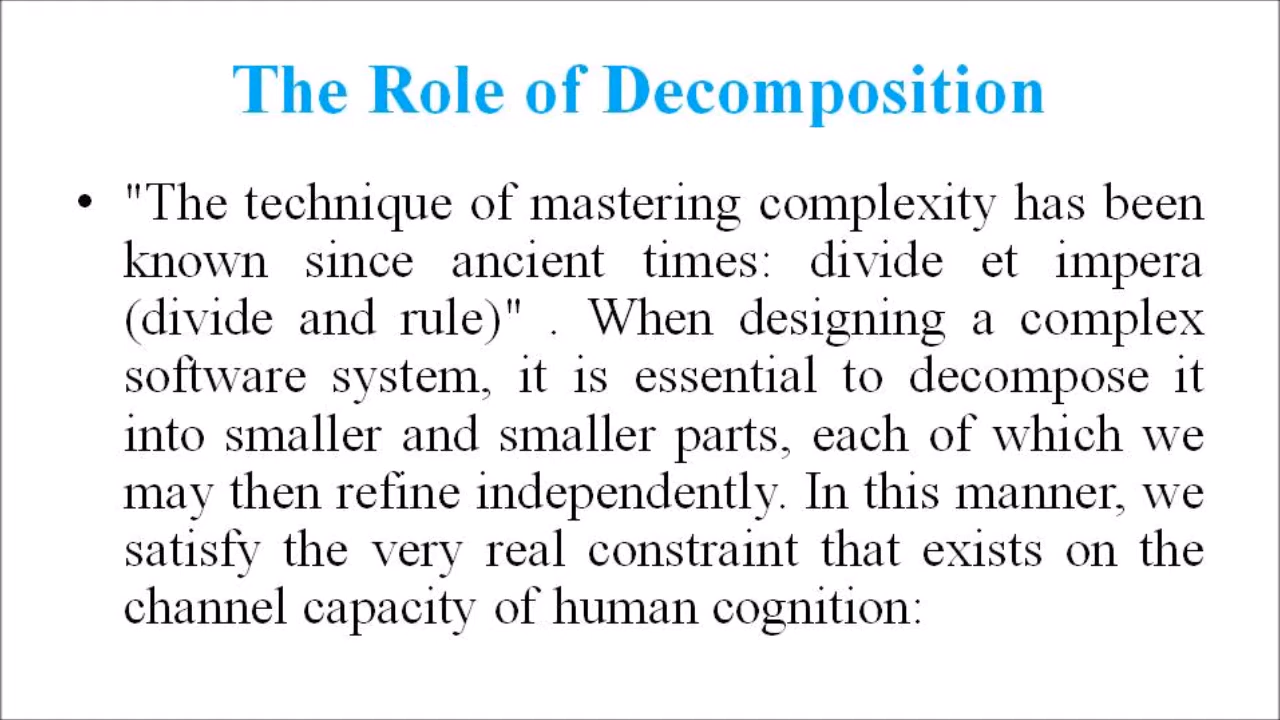 The Role of Decomposition
• "The technique of mastering complexity has been
known since ancient times: divide et impera
(divide and rule)" . When designing a complex
software system, it is essential to decompose it
into smaller and smaller parts, each of which we
may then refine independently. In this manner, we
satisfy the very real constraint that exists on the
channel capacity of human cognition: